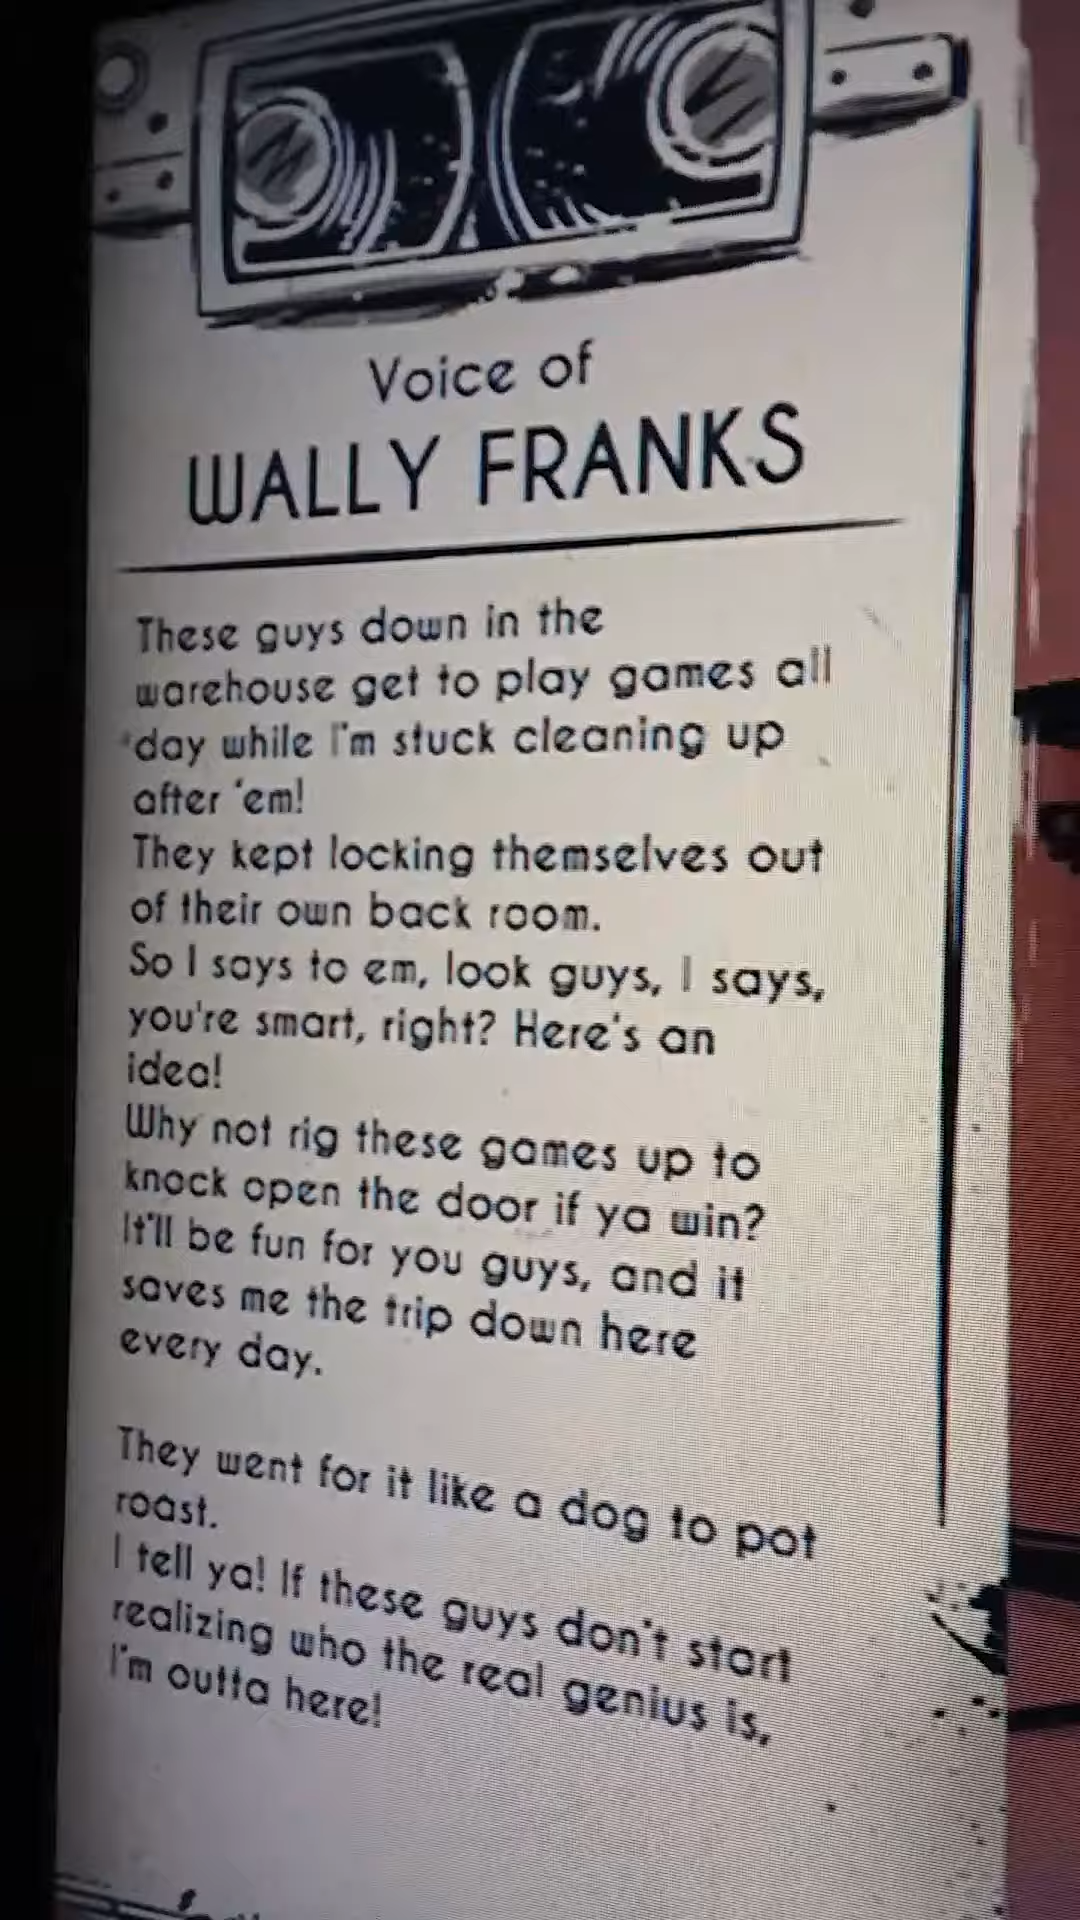 Voice of
WALLY FRANKS
These guys down in the
warehouse get to play games all
day while I'm stuck cleaning up
after 'em!
They kept locking themselves out
of their own back room.
So I says to em, look guys, I says,
you're smart, right? Here's an
idea!
Why not rig these games up to
knock open the door if ya win?
It'll be fun for you guys, and it
saves me the trip down here
every day.
They went for it like a dog to pot
roast.
I tell ya! If these guys don't start
realizing who the real genius is,
I'm outta here!